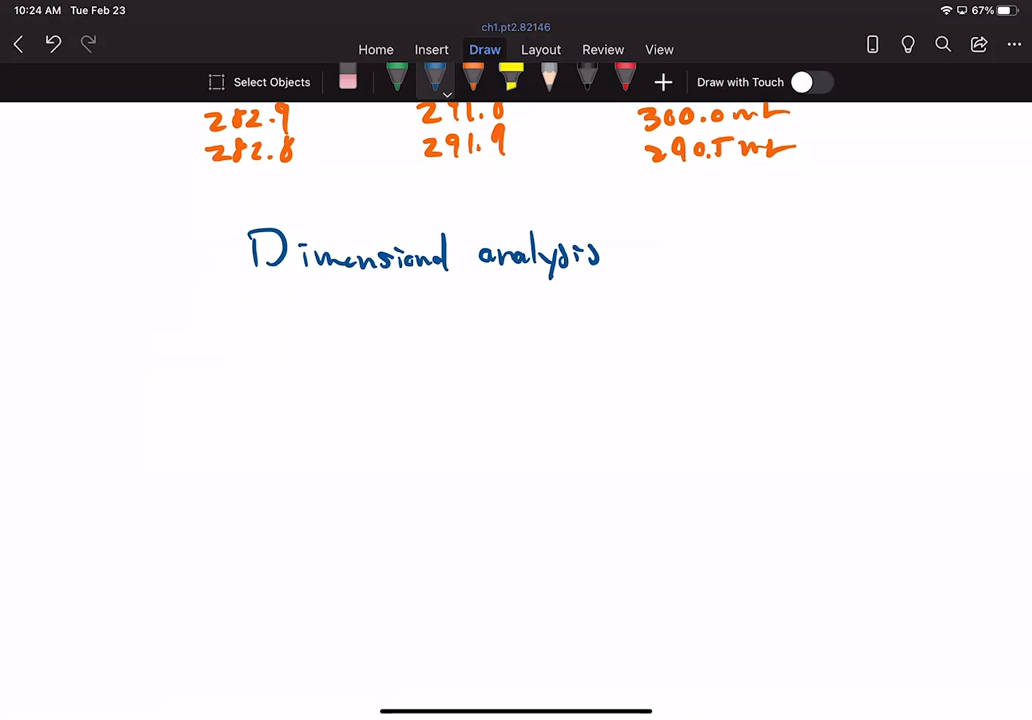 10:24 AM Tue Feb 23 67%
ch1.pt2.82146
Home Insert Draw Layout Review View
Select Objects Draw with Touch
282.9 291.0 300.0 mL
282.8 291.9 290.5 mL
Dimensional analysis